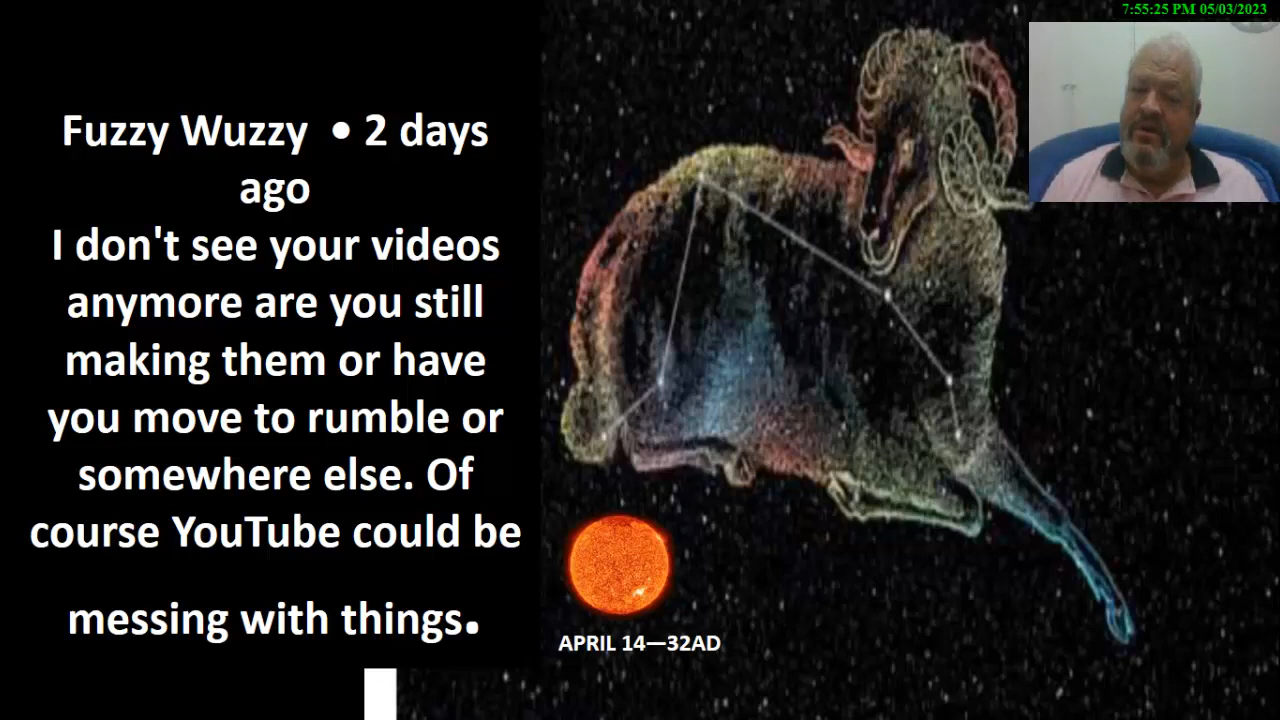 7:55:25 PM 05/03/2023
Fuzzy Wuzzy • 2 days
ago
I don't see your videos
anymore are you still
making them or have
you move to rumble or
somewhere else. Of
course YouTube could be
messing with things.
APRIL 14—32AD